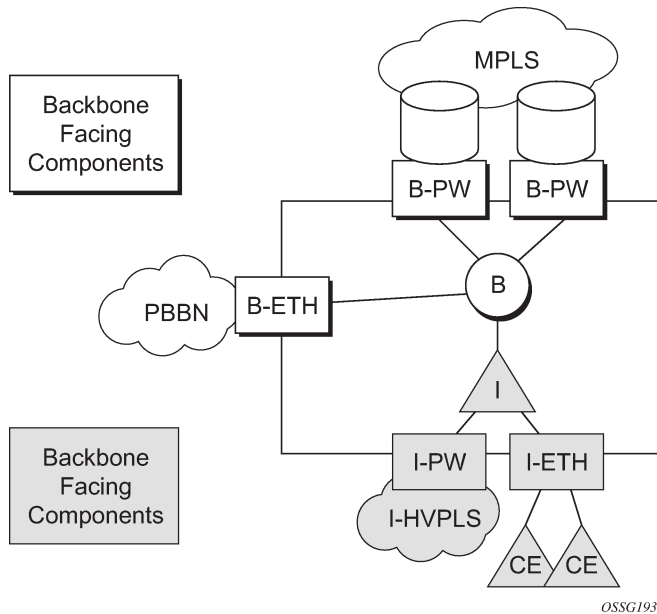 MPLS
Backbone
Facing
Components
B-PW
B-PW
B
PBBN
B-ETH
I
Backbone
Facing
Components
I-PW
I-ETH
I-HVPLS
CE
CE
OSSG193